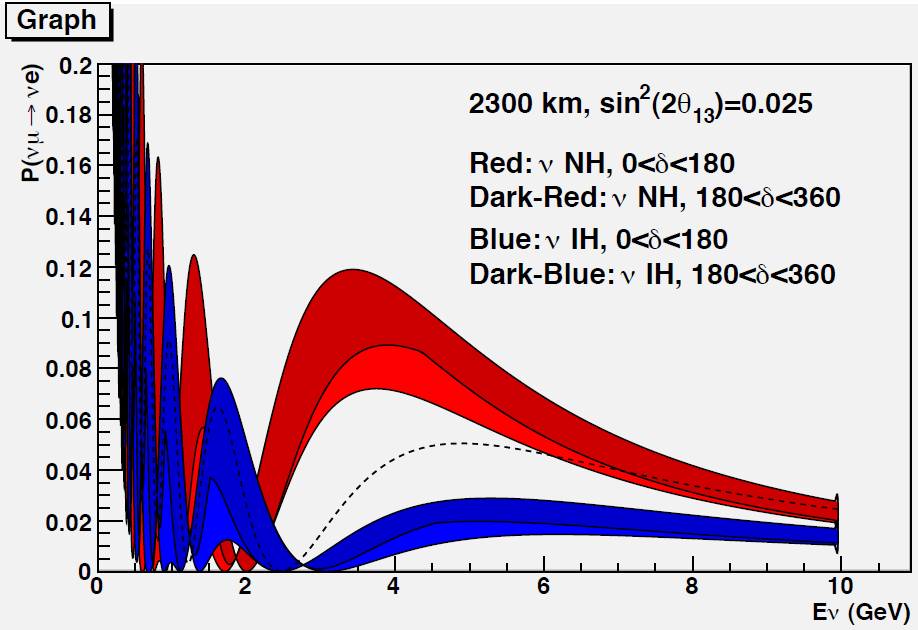 Graph
P(νμ → νe)
0.2
0.18
0.16
0.14
0.12
0.1
0.08
0.06
0.04
0.02
0
2300 km, sin²(2θ₁₃)=0.025
Red: ν NH, 0<δ<180
Dark-Red: ν NH, 180<δ<360
Blue: ν IH, 0<δ<180
Dark-Blue: ν IH, 180<δ<360
0 2 4 6 8 10
Eν (GeV)